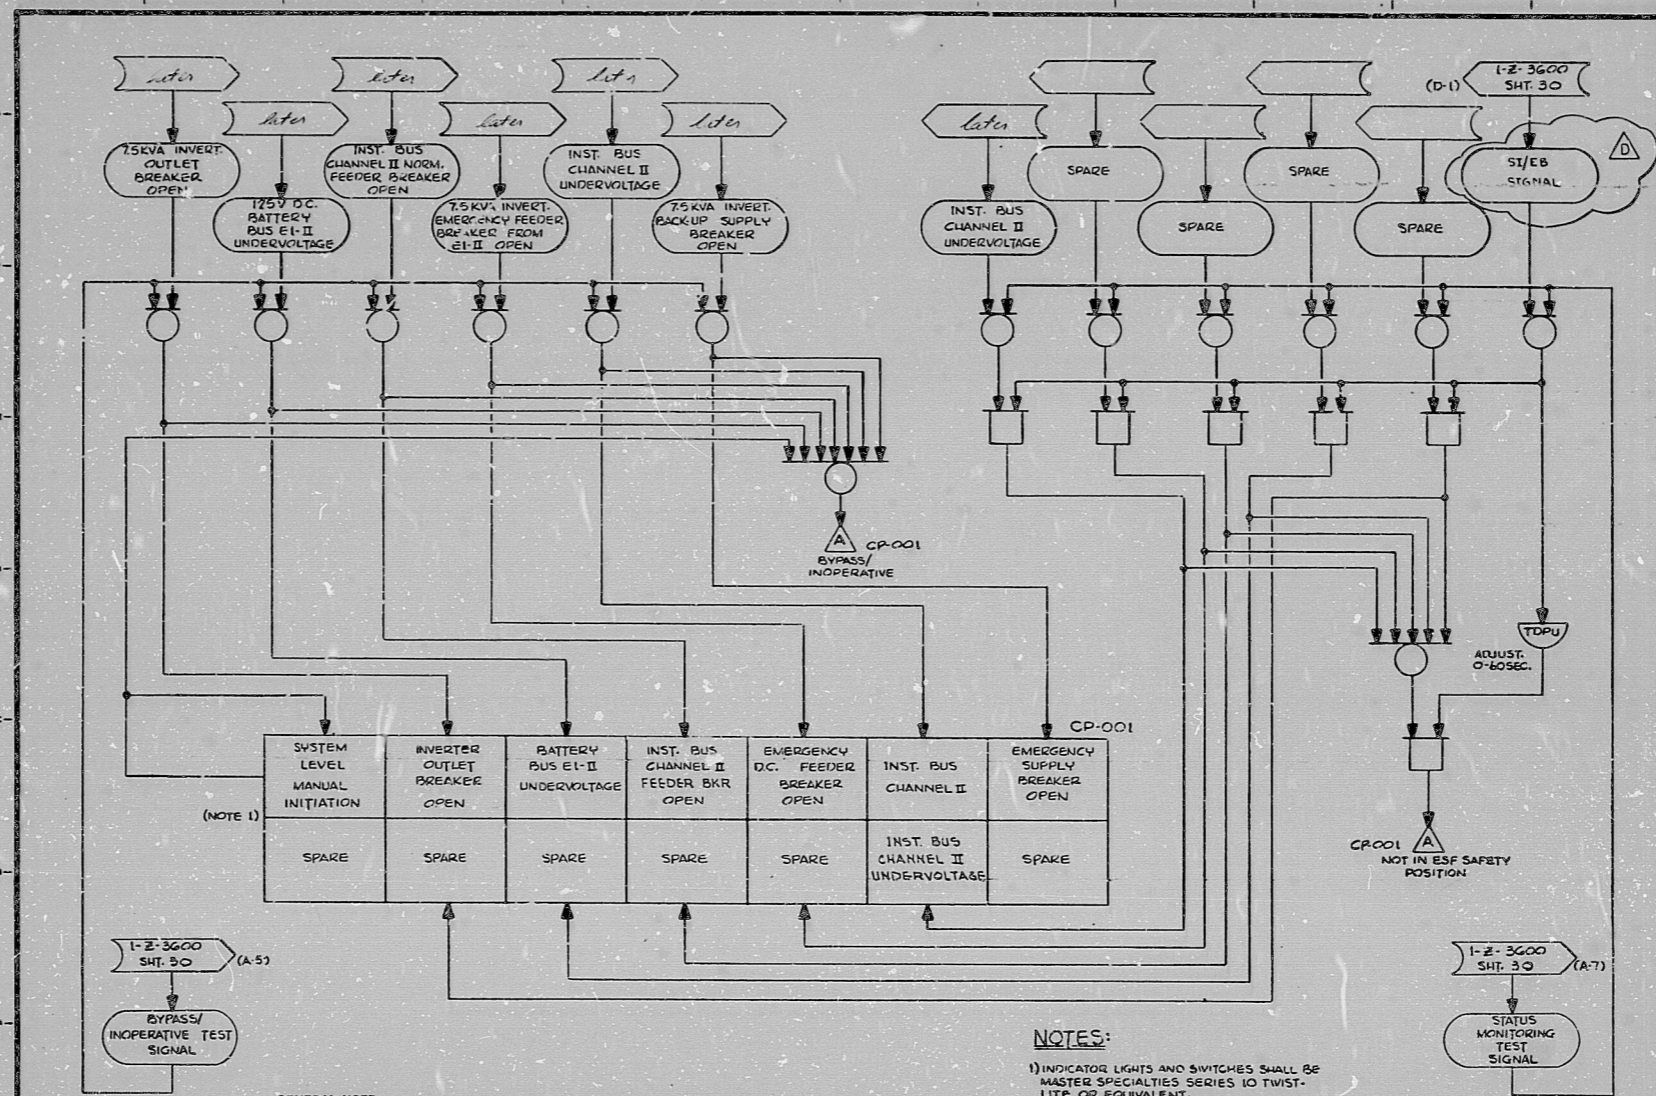 later
later
later
later
later
later
7.5KVA INVERT.
OUTLET
BREAKER
OPEN
125V D.C.
BATTERY
BUS E1-II
UNDERVOLTAGE
INST. BUS
CHANNEL II NORM.
FEEDER BREAKER
OPEN
7.5KVA INVERT.
EMERGENCY FEEDER
BREAKER FROM
E1-II OPEN
INST. BUS
CHANNEL II
UNDERVOLTAGE
7.5 KVA INVERT.
BACK-UP SUPPLY
BREAKER
OPEN
later
INST. BUS
CHANNEL II
UNDERVOLTAGE
SPARE
SPARE
SPARE
SPARE
(D-1)
1-Z-3600
SHT. 30
SI/EB
SIGNAL
D
A
CP-001
BYPASS/
INOPERATIVE
TDPU
ADJUST.
0-60SEC.
CP-001
SYSTEM
LEVEL
MANUAL
INITIATION
INVERTER
OUTLET
BREAKER
OPEN
BATTERY
BUS E1-II
UNDERVOLTAGE
INST. BUS
CHANNEL II
FEEDER BKR
OPEN
EMERGENCY
D.C. FEEDER
BREAKER
OPEN
INST. BUS
CHANNEL II
EMERGENCY
SUPPLY
BREAKER
OPEN
(NOTE 1)
SPARE
SPARE
SPARE
SPARE
SPARE
INST. BUS
CHANNEL II
UNDERVOLTAGE
SPARE
CP-001
A
NOT IN ESF SAFETY
POSITION
1-Z-3600
SHT. 30
(A-5)
BYPASS/
INOPERATIVE TEST
SIGNAL
1-Z-3600
SHT. 30
(A-7)
STATUS
MONITORING
TEST
SIGNAL
NOTES:
1) INDICATOR LIGHTS AND SWITCHES SHALL BE
MASTER SPECIALTIES SERIES 10 TWIST-
LITE OR EQUIVALENT.